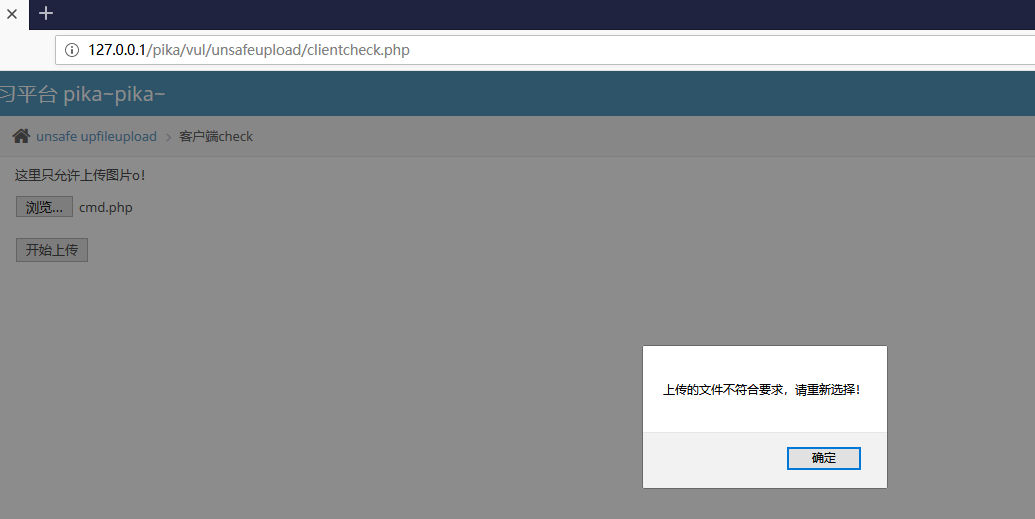 127.0.0.1/pika/vul/unsafeupload/clientcheck.php
习平台 pika~pika~
unsafe upfileupload > 客户端check
这里只允许上传图片o!
浏览... cmd.php
开始上传
上传的文件不符合要求，请重新选择!
确定